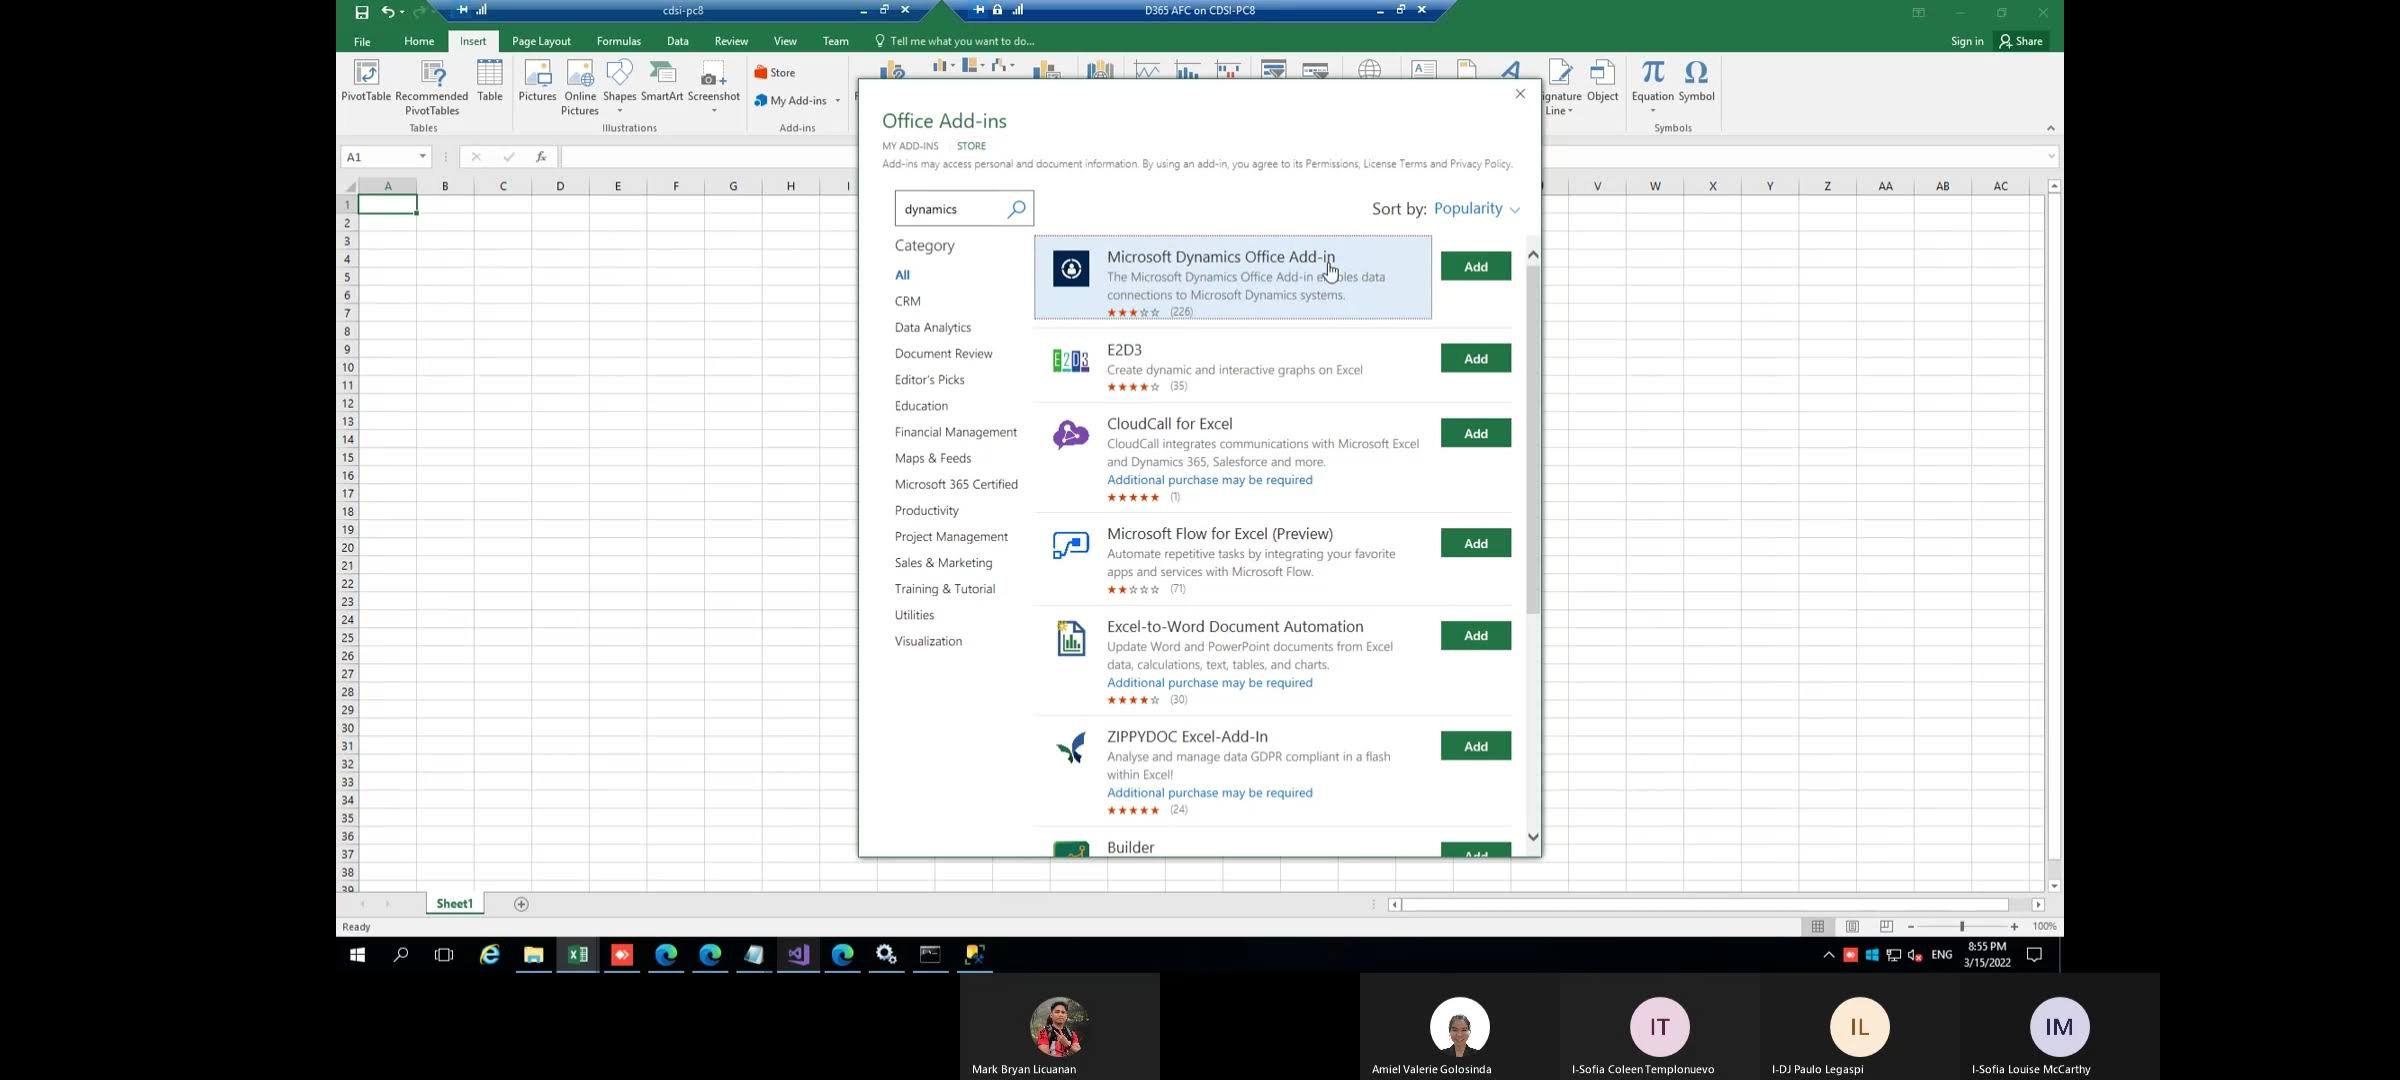 cdsi-pc8
D365 AFC on CDSI-PC8
File Home Insert Page Layout Formulas Data Review View Team Tell me what you want to do... Sign in Share
PivotTable Recommended PivotTables Table Pictures Online Pictures Shapes SmartArt Screenshot
Store
My Add-ins
Line
Object Equation Symbol
Tables Illustrations Add-ins Symbols
A1
fx
A B C D E F G H I V W X Y Z AA AB AC
1
2
3
4
5
6
7
8
9
10
11
12
13
14
15
16
17
18
19
20
21
22
23
24
25
26
27
28
29
30
31
32
33
34
35
36
37
38
39
Office Add-ins
MY ADD-INS STORE
Add-ins may access personal and document information. By using an add-in, you agree to its Permissions, License Terms and Privacy Policy.
dynamics
Sort by: Popularity
Category
All
CRM
Data Analytics
Document Review
Editor's Picks
Education
Financial Management
Maps & Feeds
Microsoft 365 Certified
Productivity
Project Management
Sales & Marketing
Training & Tutorial
Utilities
Visualization
Microsoft Dynamics Office Add-in
The Microsoft Dynamics Office Add-in enables data
connections to Microsoft Dynamics systems.
(226)
Add
E2D3
E2D3
Create dynamic and interactive graphs on Excel
(35)
Add
CloudCall for Excel
CloudCall integrates communications with Microsoft Excel
and Dynamics 365, Salesforce and more.
Additional purchase may be required
(1)
Add
Microsoft Flow for Excel (Preview)
Automate repetitive tasks by integrating your favorite
apps and services with Microsoft Flow.
(71)
Add
Excel-to-Word Document Automation
Update Word and PowerPoint documents from Excel
data, calculations, text, tables, and charts.
Additional purchase may be required
(30)
Add
ZIPPYDOC Excel-Add-In
Analyse and manage data GDPR compliant in a flash
within Excel!
Additional purchase may be required
(24)
Add
Builder
Add
Sheet1
Ready
100%
ENG
8:55 PM
3/15/2022
IT
IL
IM
Mark Bryan Licuanan
Amiel Valerie Golosinda
I-Sofia Coleen Templonuevo
I-DJ Paulo Legaspi
I-Sofia Louise McCarthy